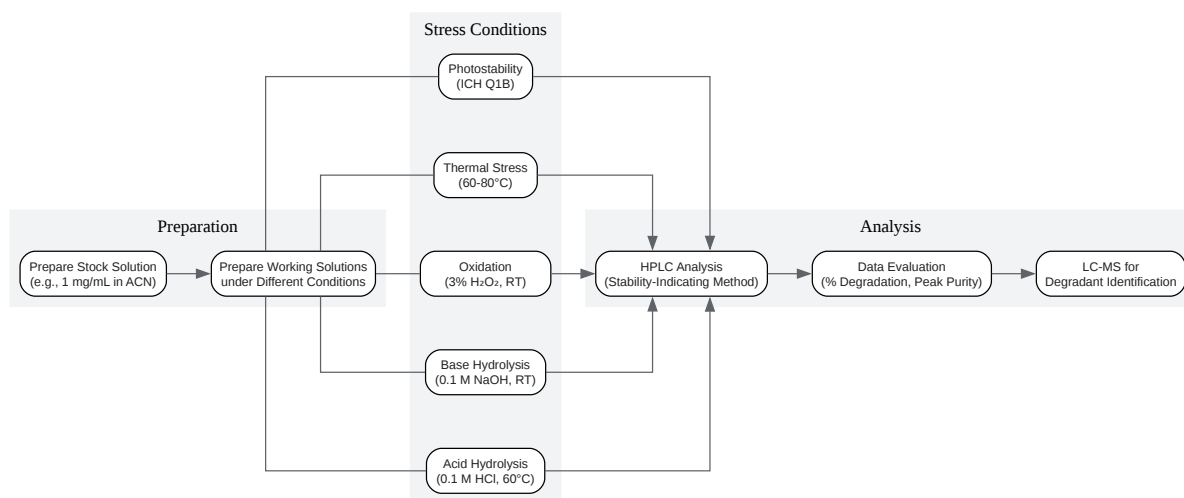 Stress Conditions
Photostability
(ICH Q1B)
Thermal Stress
(60-80°C)
Preparation
Prepare Stock Solution
(e.g., 1 mg/mL in ACN)
Prepare Working Solutions
under Different Conditions
Oxidation
(3% H₂O₂, RT)
Base Hydrolysis
(0.1 M NaOH, RT)
Acid Hydrolysis
(0.1 M HCl, 60°C)
Analysis
HPLC Analysis
(Stability-Indicating Method)
Data Evaluation
(% Degradation, Peak Purity)
LC-MS for
Degradant Identification